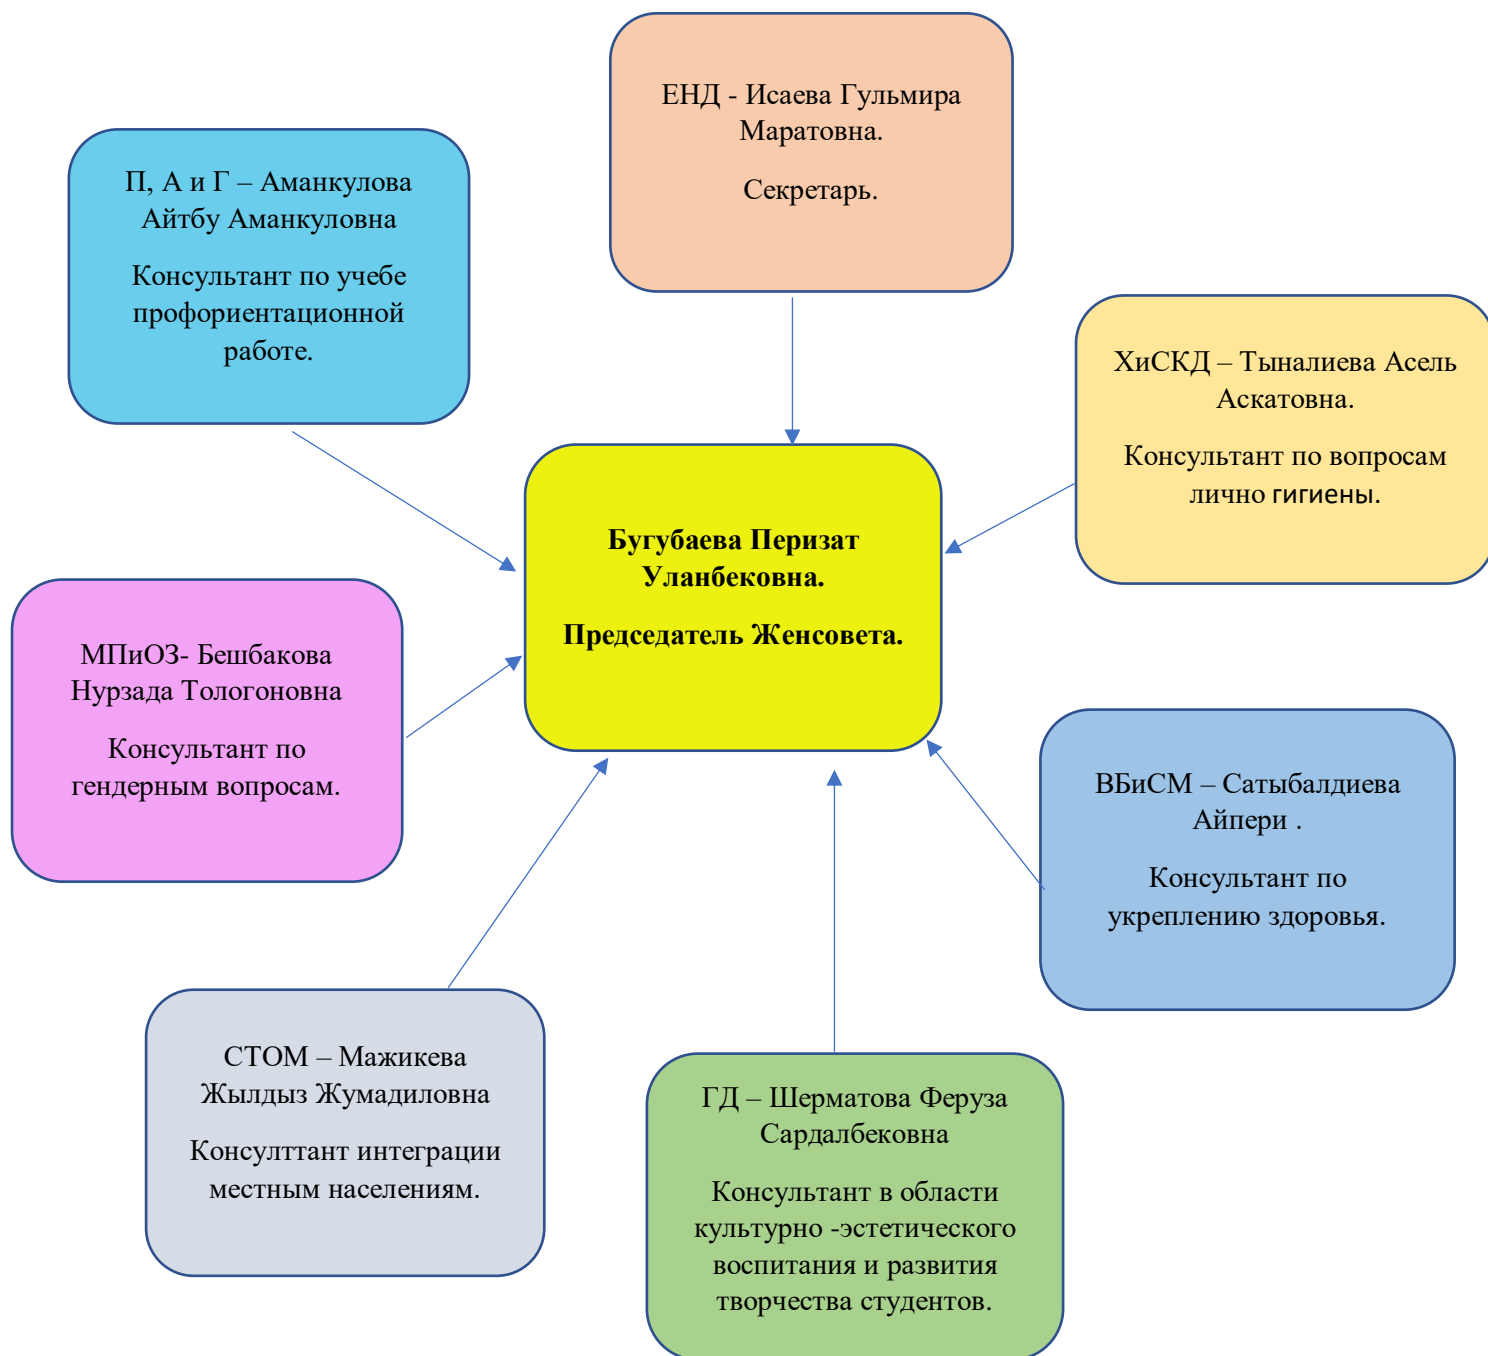 ЕНД - Исаева Гульмира
Маратовна.
Секретарь.
П, А и Г – Аманкулова
Айтбу Аманкуловна
Консультант по учебе
профориентационной
работе.
ХиСКД – Тыналиева Асель
Аскатовна.
Консультант по вопросам
лично гигиены.
Бугубаева Перизат
Уланбековна.
Председатель Женсовета.
МПиОЗ- Бешбакова
Нурзада Тологоновна
Консультант по
гендерным вопросам.
ВБиСМ – Сатыбалдиева
Айпери .
Консультант по
укреплению здоровья.
СТОМ – Мажикева
Жылдыз Жумадиловна
Консулттант интеграции
местным населениям.
ГД – Шерматова Феруза
Сардалбековна
Консультант в области
культурно -эстетического
воспитания и развития
творчества студентов.